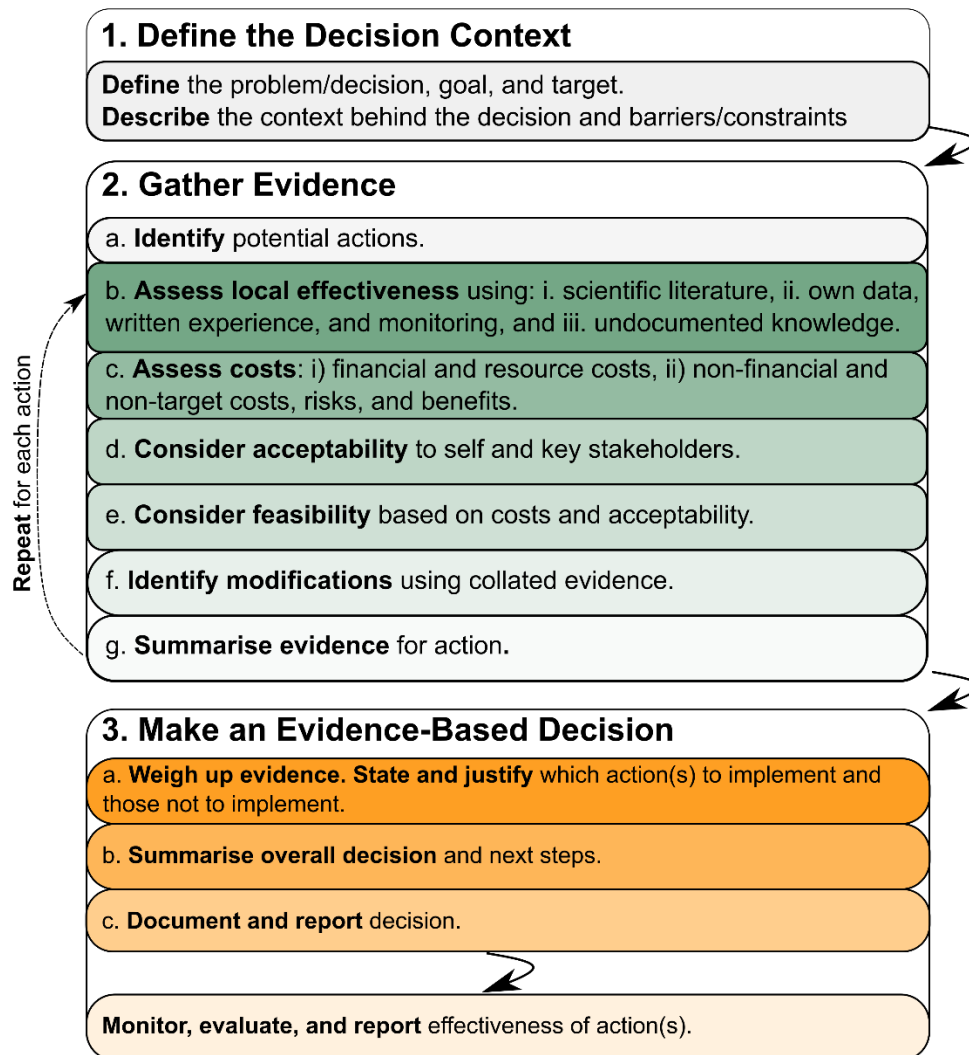 1. Define the Decision Context
Define the problem/decision, goal, and target.
Describe the context behind the decision and barriers/constraints
2. Gather Evidence
a. Identify potential actions.
b. Assess local effectiveness using: i. scientific literature, ii. own data,
written experience, and monitoring, and iii. undocumented knowledge.
c. Assess costs: i) financial and resource costs, ii) non-financial and
non-target costs, risks, and benefits.
d. Consider acceptability to self and key stakeholders.
e. Consider feasibility based on costs and acceptability.
f. Identify modifications using collated evidence.
g. Summarise evidence for action.
Repeat for each action
3. Make an Evidence-Based Decision
a. Weigh up evidence. State and justify which action(s) to implement and
those not to implement.
b. Summarise overall decision and next steps.
c. Document and report decision.
Monitor, evaluate, and report effectiveness of action(s).